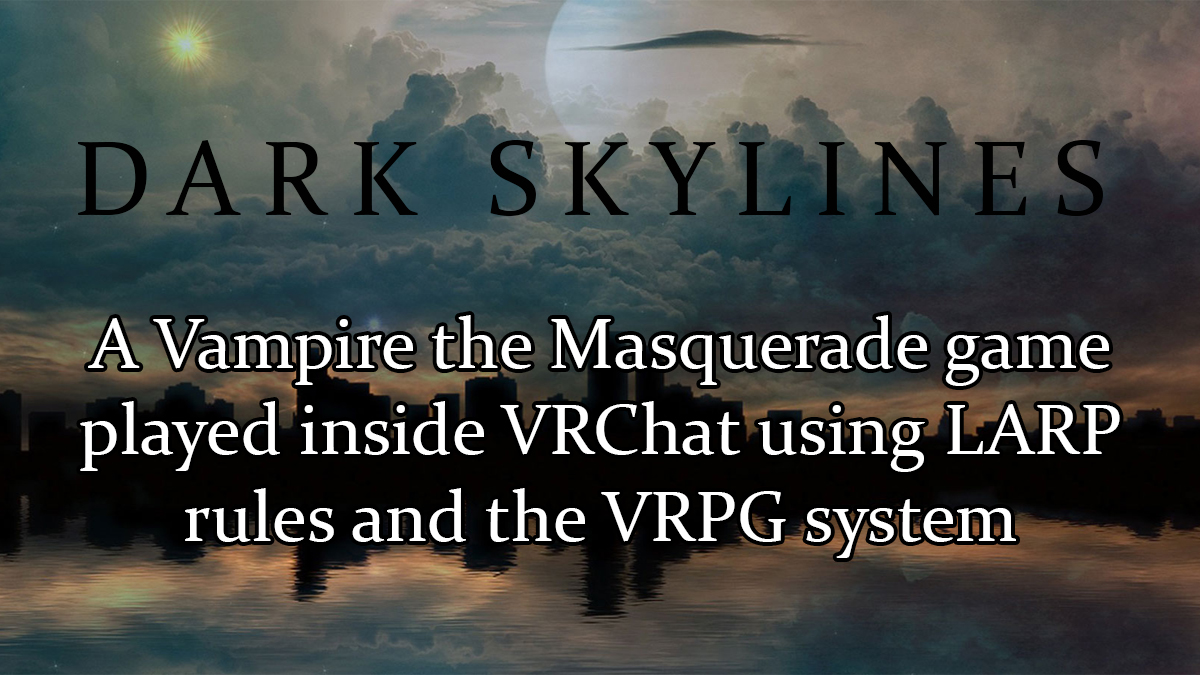 DARK SKYLINES
A Vampire the Masquerade game
played inside VRChat using LARP
rules and the VRPG system